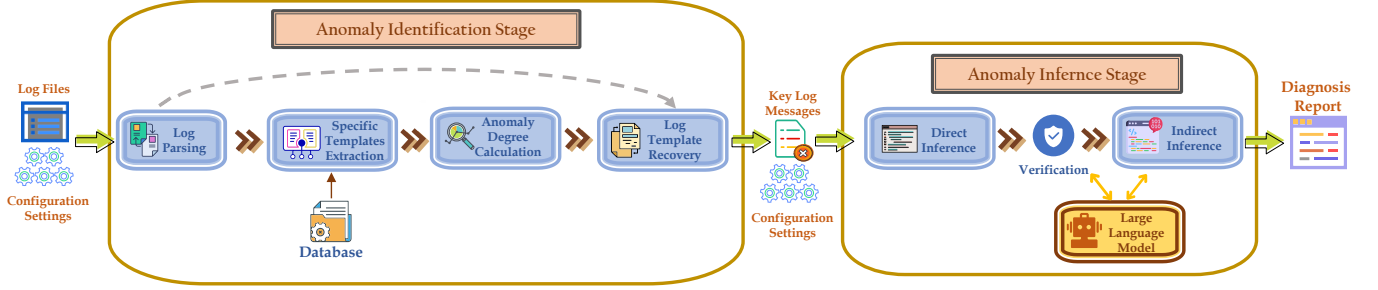 Log Files
Configuration
Settings
Anomaly Identification Stage
Log
Parsing
Specific
Templates
Extraction
Anomaly
Degree
Calculation
Log
Template
Recovery
Database
Key Log
Messages
Configuration
Settings
Anomaly Infernce Stage
Direct
Inference
Verification
Indirect
Inference
Large
Language
Model
Diagnosis
Report